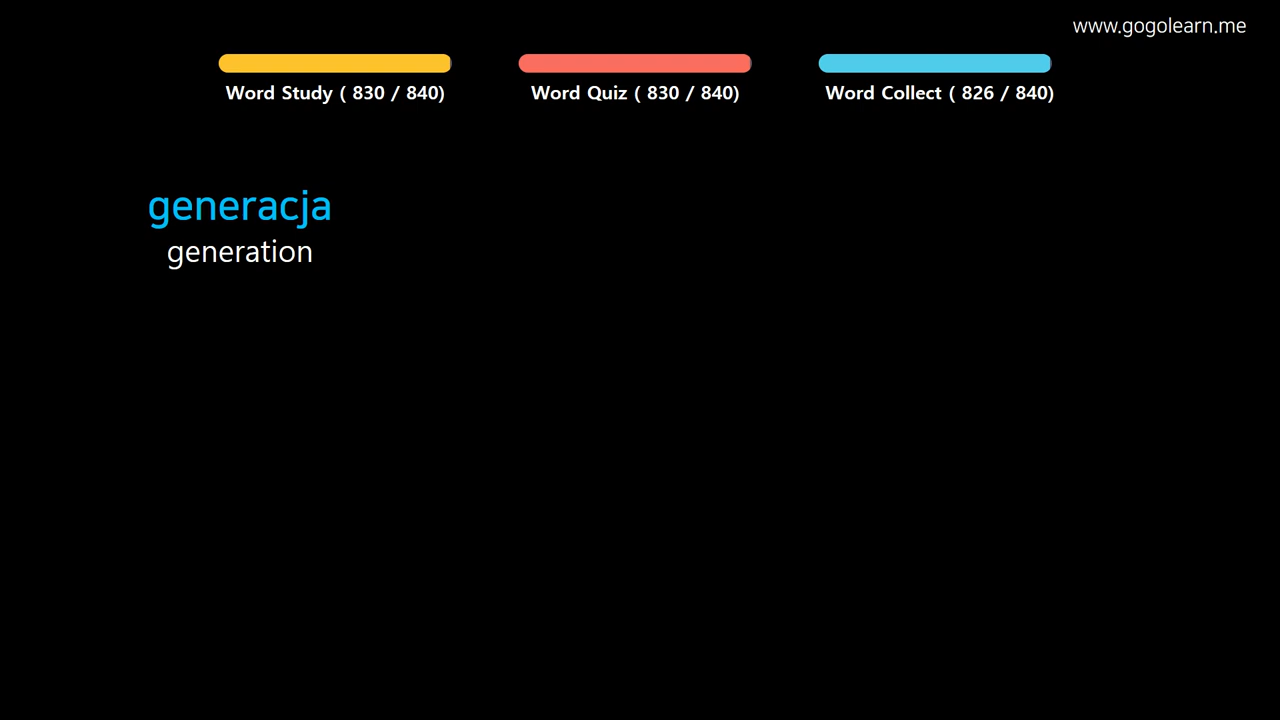 www.gogolearn.me
Word Study ( 830 / 840)
Word Quiz ( 830 / 840)
Word Collect ( 826 / 840)
generacja
generation